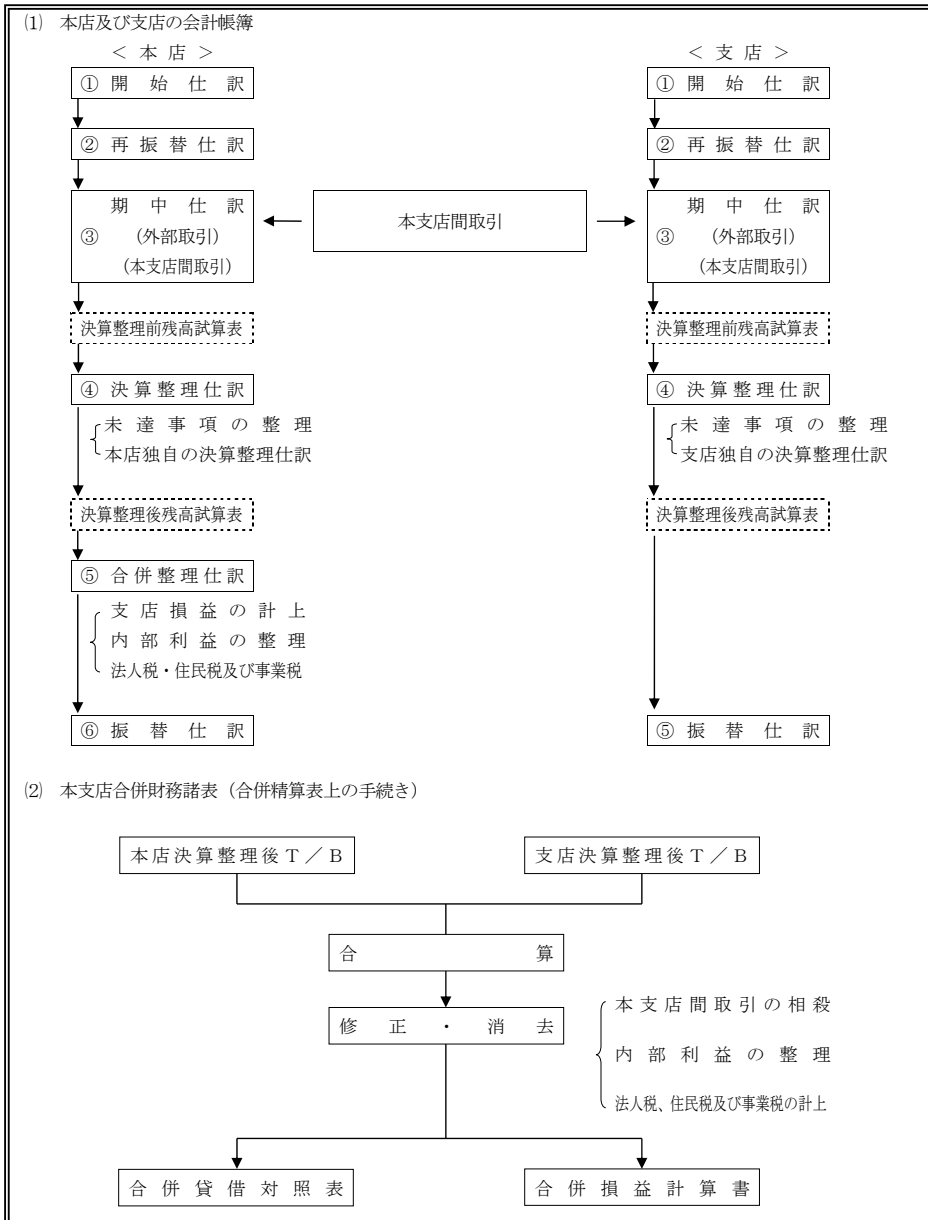 ⑴ 本店及び支店の会計帳簿
＜ 本 店 ＞ ＜ 支 店 ＞
① 開 始 仕 訳 ① 開 始 仕 訳
② 再 振 替 仕 訳 ② 再 振 替 仕 訳
期 中 仕 訳 期 中 仕 訳
③ (外部取引) 本支店間取引 ③ (外部取引)
(本支店間取引) (本支店間取引)
決算整理前残高試算表 決算整理前残高試算表
④ 決 算 整 理 仕 訳 ④ 決 算 整 理 仕 訳
未 達 事 項 の 整 理 未 達 事 項 の 整 理
本店独自の決算整理仕訳 支店独自の決算整理仕訳
決算整理後残高試算表 決算整理後残高試算表
⑤ 合 併 整 理 仕 訳
支 店 損 益 の 計 上
内 部 利 益 の 整 理
法人税・住民税及び事業税
⑥ 振 替 仕 訳 ⑤ 振 替 仕 訳
⑵ 本支店合併財務諸表（合併精算表上の手続き）
本店決算整理後Ｔ／Ｂ 支店決算整理後Ｔ／Ｂ
合 算
修 正 ・ 消 去
本 支 店 間 取 引 の 相 殺
内 部 利 益 の 整 理
法人税、住民税及び事業税の計上
合 併 貸 借 対 照 表 合 併 損 益 計 算 書